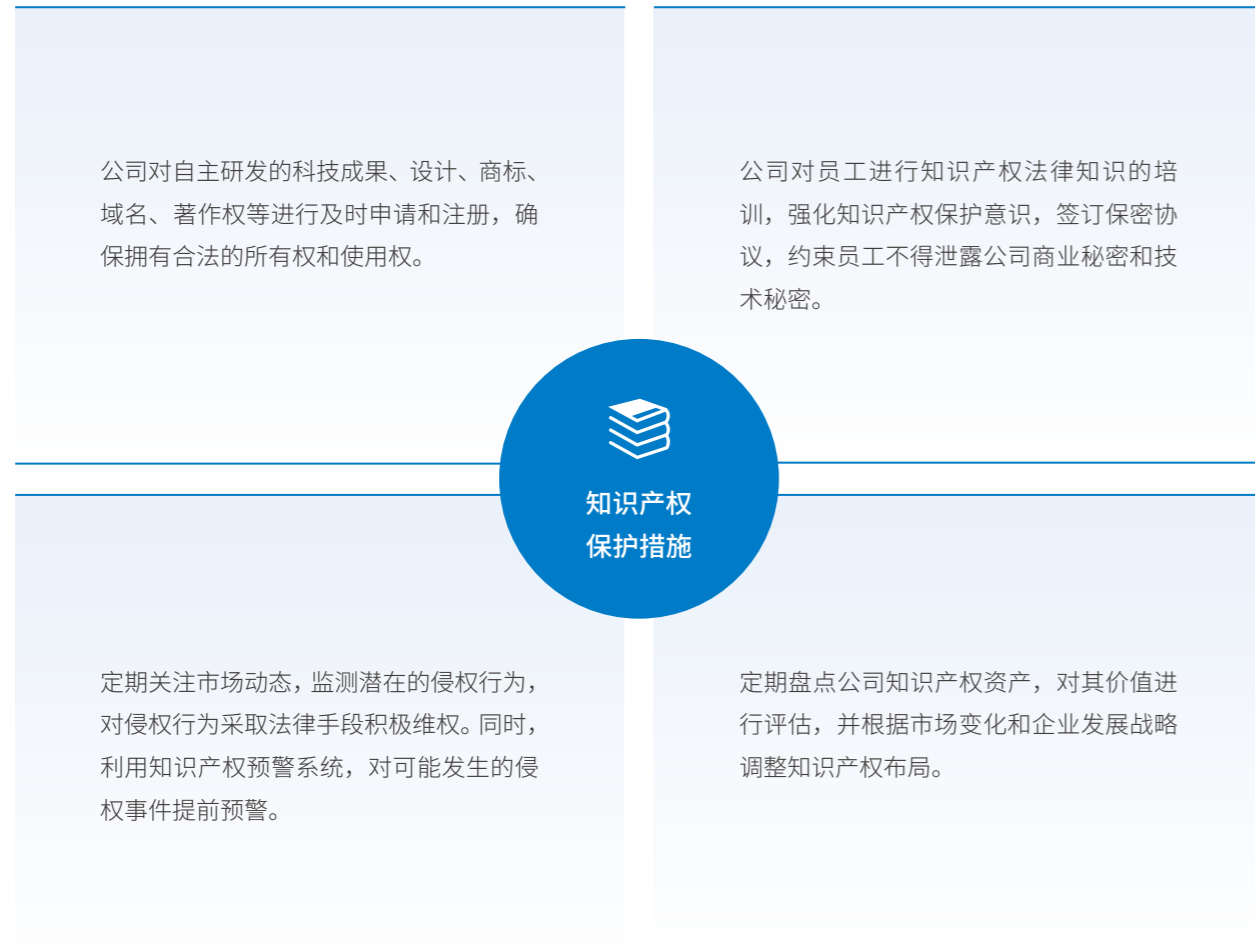 公司对自主研发的科技成果、设计、商标、
域名、著作权等进行及时申请和注册，确
保拥有合法的所有权和使用权。
公司对员工进行知识产权法律知识的培
训，强化知识产权保护意识，签订保密协
议，约束员工不得泄露公司商业秘密和技
术秘密。
知识产权
保护措施
定期关注市场动态，监测潜在的侵权行为，
对侵权行为采取法律手段积极维权。同时，
利用知识产权预警系统，对可能发生的侵
权事件提前预警。
定期盘点公司知识产权资产，对其价值进
行评估，并根据市场变化和企业发展战略
调整知识产权布局。